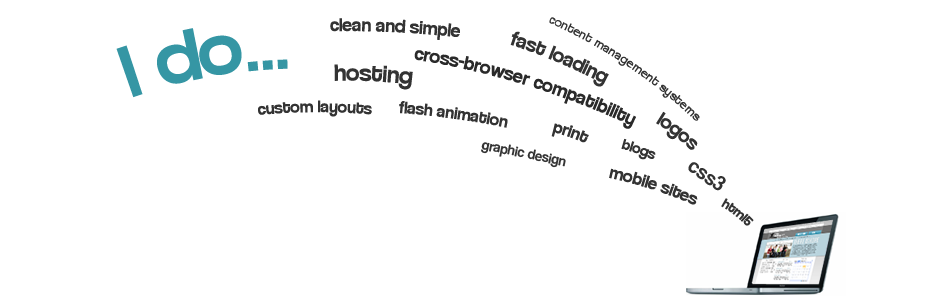 I do...
clean and simple
content management systems
fast loading
cross-browser compatibility
hosting
custom layouts
flash animation
print
logos
graphic design
blogs
css3
mobile sites
html5